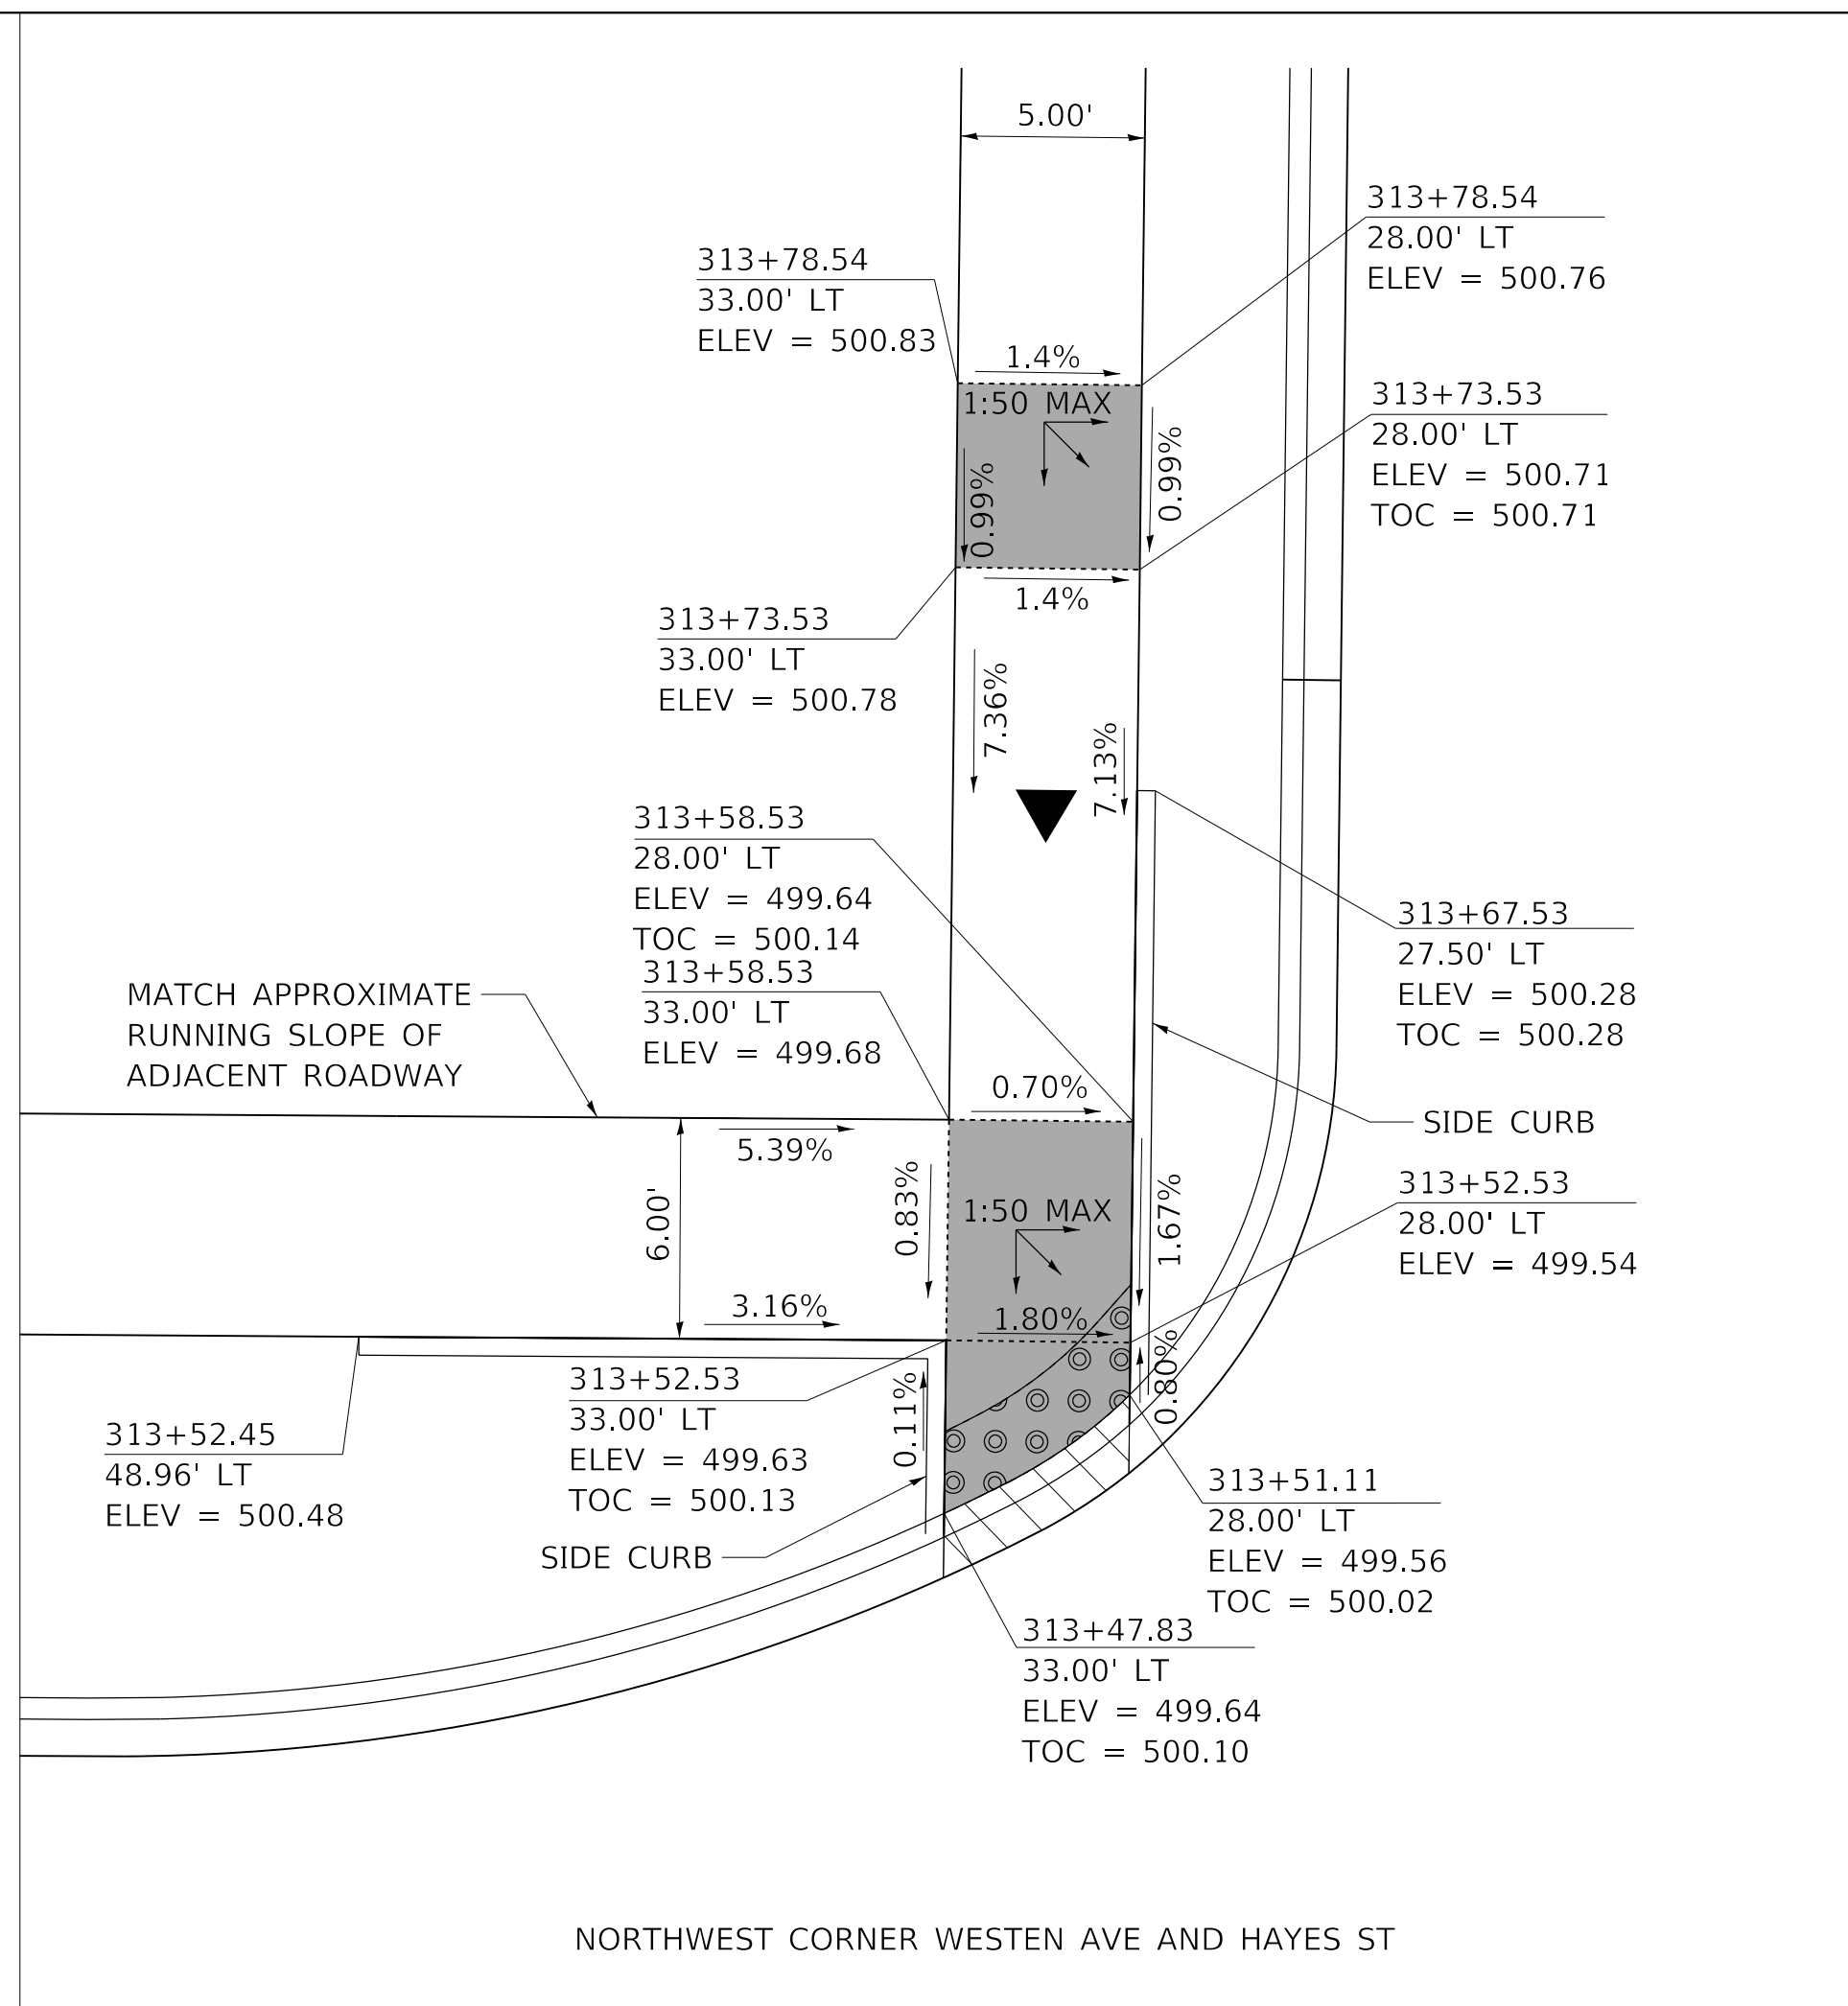 5.00'
313+78.54
28.00' LT
ELEV = 500.76
313+78.54
33.00' LT
ELEV = 500.83
1.4%
1:50 MAX
0.99%
0.99%
313+73.53
28.00' LT
ELEV = 500.71
TOC = 500.71
1.4%
313+73.53
33.00' LT
ELEV = 500.78
7.36%
7.13%
313+58.53
28.00' LT
ELEV = 499.64
TOC = 500.14
313+58.53
33.00' LT
ELEV = 499.68
313+67.53
27.50' LT
ELEV = 500.28
TOC = 500.28
MATCH APPROXIMATE
RUNNING SLOPE OF
ADJACENT ROADWAY
0.70%
SIDE CURB
5.39%
6.00'
0.83%
1:50 MAX
1.67%
313+52.53
28.00' LT
ELEV = 499.54
3.16%
1.80%
0.80%
0.11%
313+52.53
33.00' LT
ELEV = 499.63
TOC = 500.13
313+52.45
48.96' LT
ELEV = 500.48
SIDE CURB
313+51.11
28.00' LT
ELEV = 499.56
TOC = 500.02
313+47.83
33.00' LT
ELEV = 499.64
TOC = 500.10
NORTHWEST CORNER WESTEN AVE AND HAYES ST